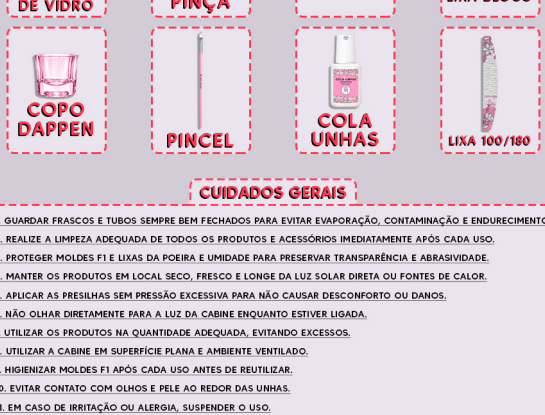 DE VIDRO
PINÇA
LIXA BLOCO
COPO
DAPPEN
PINCEL
COLA
UNHAS
LIXA 100/180
CUIDADOS GERAIS
. GUARDAR FRASCOS E TUBOS SEMPRE BEM FECHADOS PARA EVITAR EVAPORAÇÃO, CONTAMINAÇÃO E ENDURECIMENTO
. REALIZE A LIMPEZA ADEQUADA DE TODOS OS PRODUTOS E ACESSÓRIOS IMEDIATAMENTE APÓS CADA USO.
. PROTEGER MOLDES F1 E LIXAS DA POEIRA E UMIDADE PARA PRESERVAR TRANSPARÊNCIA E ABRASIVIDADE.
. MANTER OS PRODUTOS EM LOCAL SECO, FRESCO E LONGE DA LUZ SOLAR DIRETA OU FONTES DE CALOR.
. APLICAR AS PRESILHAS SEM PRESSÃO EXCESSIVA PARA NÃO CAUSAR DESCONFORTO OU DANOS.
. NÃO OLHAR DIRETAMENTE PARA A LUZ DA CABINE ENQUANTO ESTIVER LIGADA.
. UTILIZAR OS PRODUTOS NA QUANTIDADE ADEQUADA, EVITANDO EXCESSOS.
. UTILIZAR A CABINE EM SUPERFÍCIE PLANA E AMBIENTE VENTILADO.
. HIGIENIZAR MOLDES F1 APÓS CADA USO ANTES DE REUTILIZAR.
0. EVITAR CONTATO COM OLHOS E PELE AO REDOR DAS UNHAS.
1. EM CASO DE IRRITAÇÃO OU ALERGIA, SUSPENDER O USO.